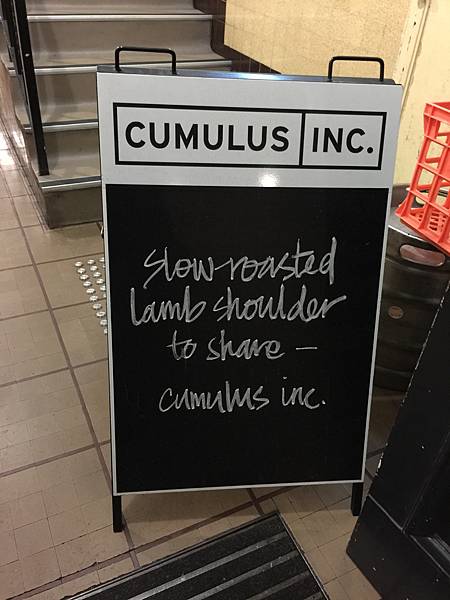 CUMULUS INC.
slow-roasted
lamb shoulder
to share —
cumulus inc.